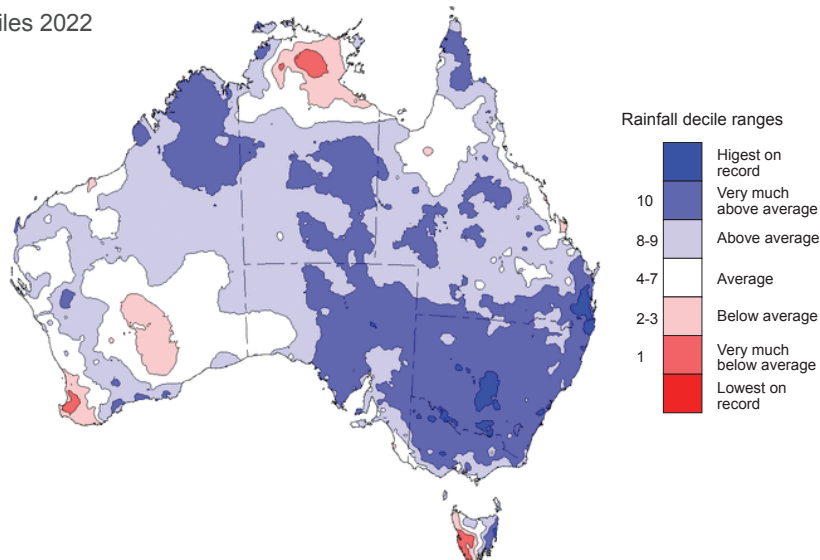 iles 2022
Rainfall decile ranges
Higest on
record
10
Very much
above average
8-9
Above average
4-7
Average
2-3
Below average
1
Very much
below average
Lowest on
record